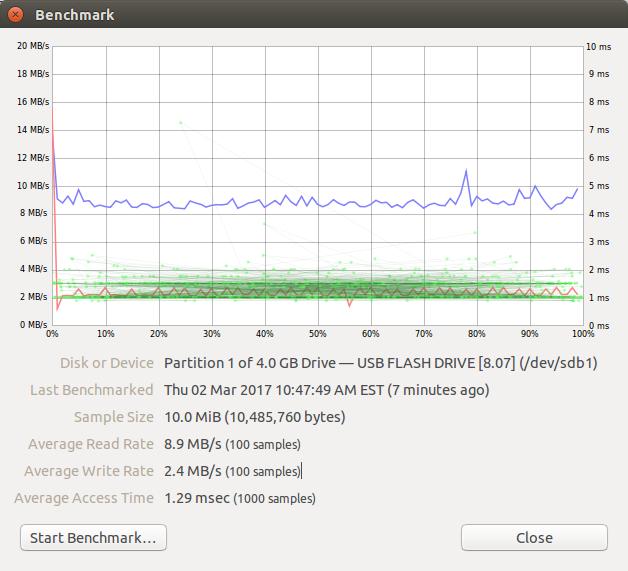 Benchmark
20 MB/s 10 ms
18 MB/s 9 ms
16 MB/s 8 ms
14 MB/s 7 ms
12 MB/s 6 ms
10 MB/s 5 ms
8 MB/s 4 ms
6 MB/s 3 ms
4 MB/s 2 ms
2 MB/s 1 ms
0 MB/s 0 ms
0% 10% 20% 30% 40% 50% 60% 70% 80% 90% 100%
Disk or Device Partition 1 of 4.0 GB Drive — USB FLASH DRIVE [8.07] (/dev/sdb1)
Last Benchmarked Thu 02 Mar 2017 10:47:49 AM EST (7 minutes ago)
Sample Size 10.0 MiB (10,485,760 bytes)
Average Read Rate 8.9 MB/s (100 samples)
Average Write Rate 2.4 MB/s (100 samples)
Average Access Time 1.29 msec (1000 samples)
Start Benchmark... Close